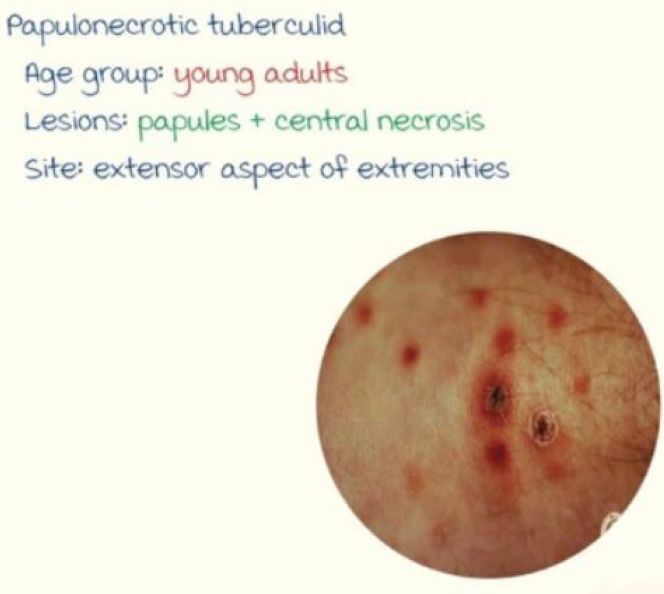 Papulonecrotic tuberculid
Age group: young adults
Lesions: papules + central necrosis
Site: extensor aspect of extremities